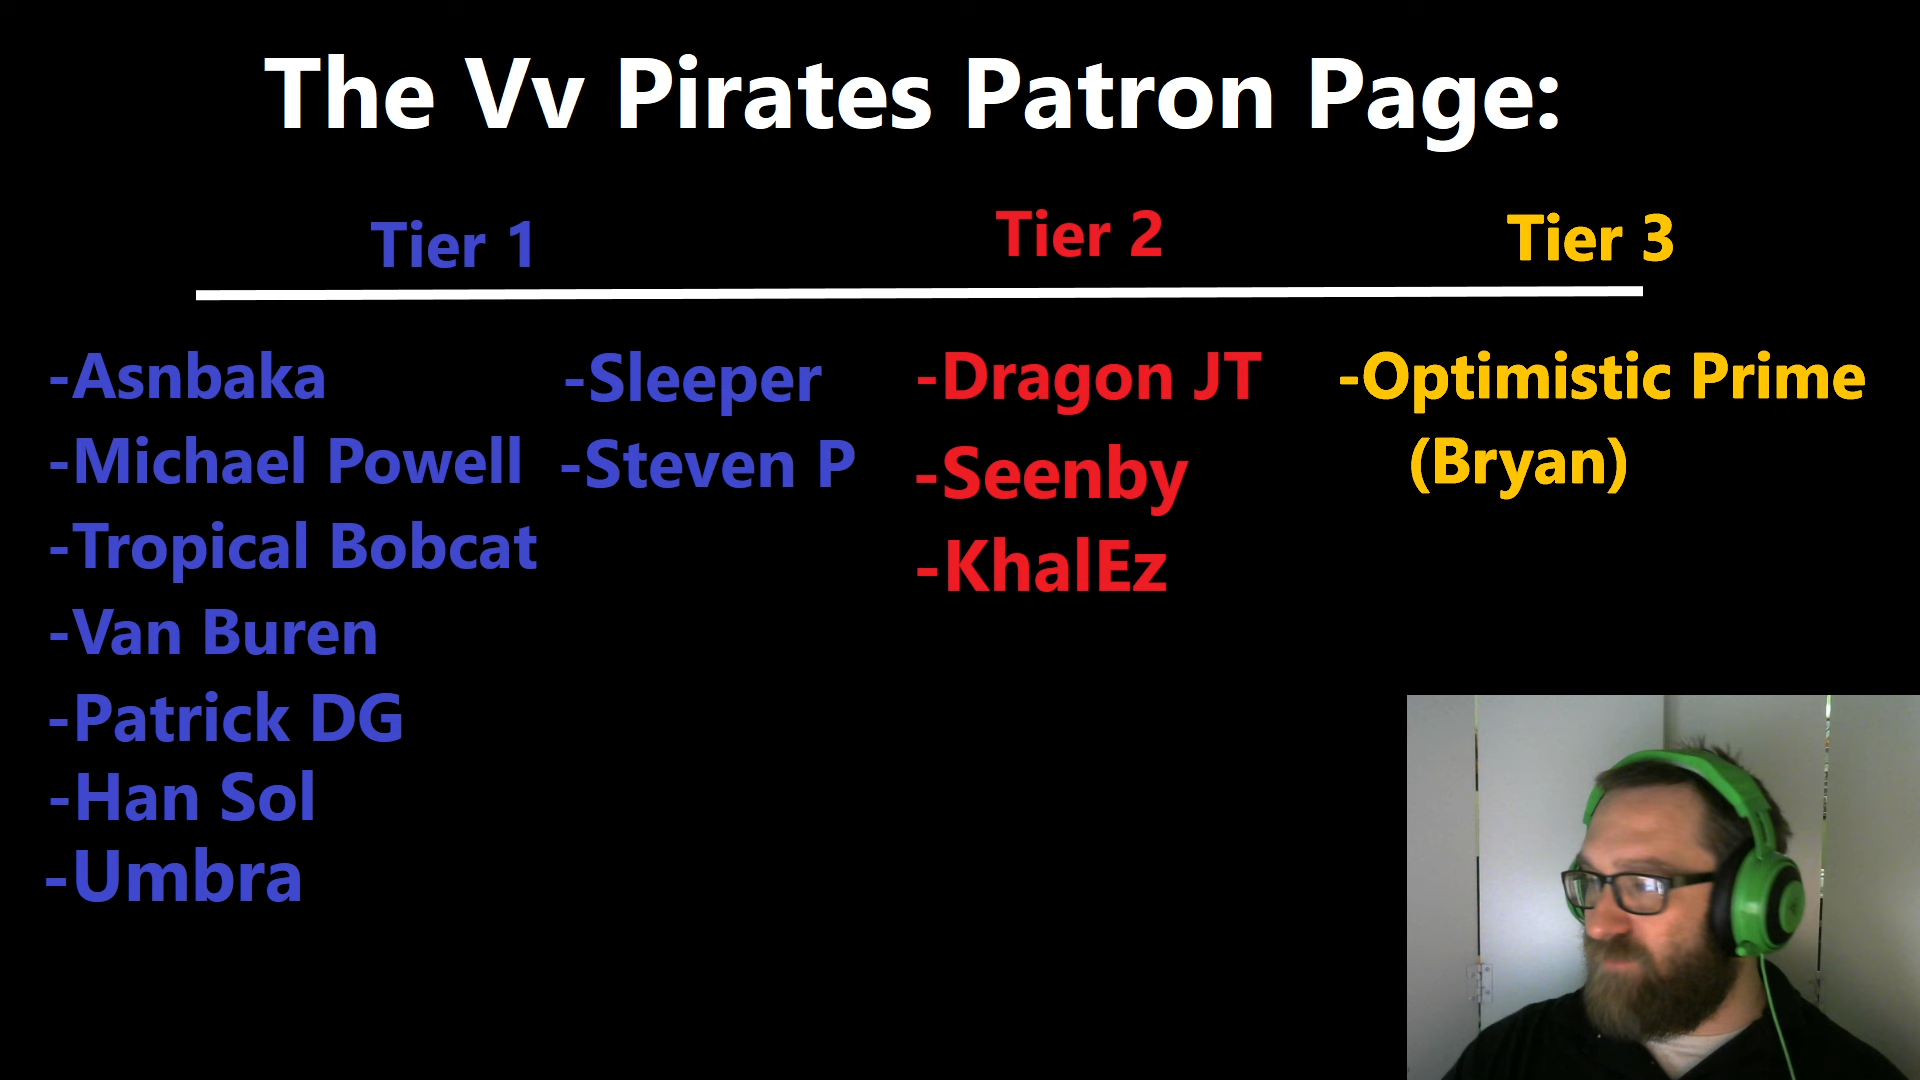 The Vv Pirates Patron Page:
Tier 1
Tier 2
Tier 3
-Asnbaka
-Michael Powell
-Tropical Bobcat
-Van Buren
-Patrick DG
-Han Sol
-Umbra
-Sleeper
-Steven P
-Dragon JT
-Seenby
-KhalEz
-Optimistic Prime
(Bryan)